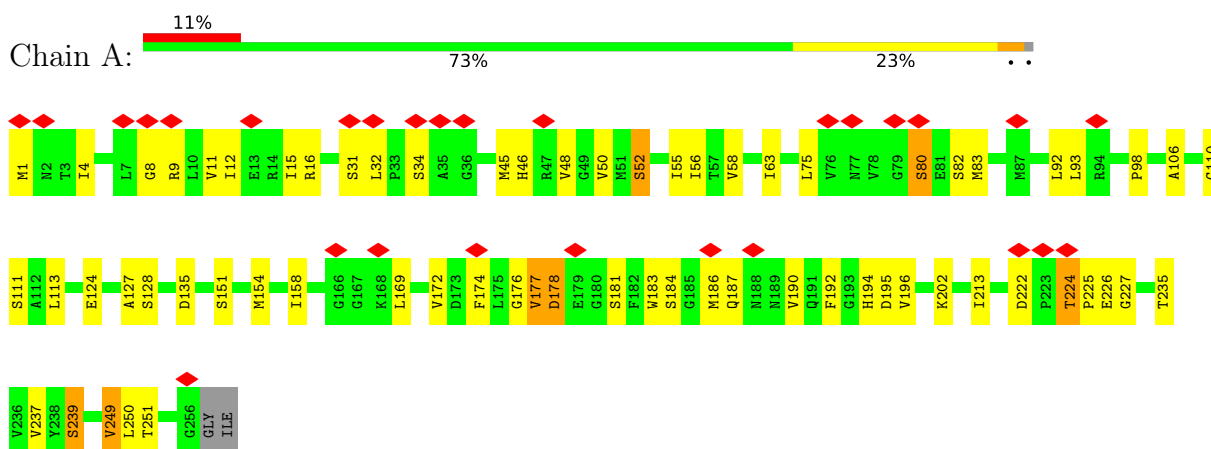 11%
Chain A:
73% 23% • •
M1 N2 T3 I4 L7 G8 R9 L10 V11 I12 E13 R14 I15 R16 S31 L32 P33 S34 A35 G36 M45 H46 R47 V48 G49 V50 M51 S52 I55 I56 T57 V58 I63 L75 V76 N77 V78 G79 S80 E81 S82 M83 M87 L92 L93 R94 P98 A106 G110
S111 A112 L113 E124 A127 S128 D135 S151 M154 I158 G166 G167 K168 L169 V172 D173 F174 L175 G176 V177 D178 E179 G180 S181 F182 W183 S184 G185 M186 Q187 N188 N189 V190 Q191 F192 G193 H194 D195 V196 K202 I213 D222 P223 T224 P225 E226 G227 T235
V236 V237 Y238 S239 V249 L250 T251 G256 GLY ILE